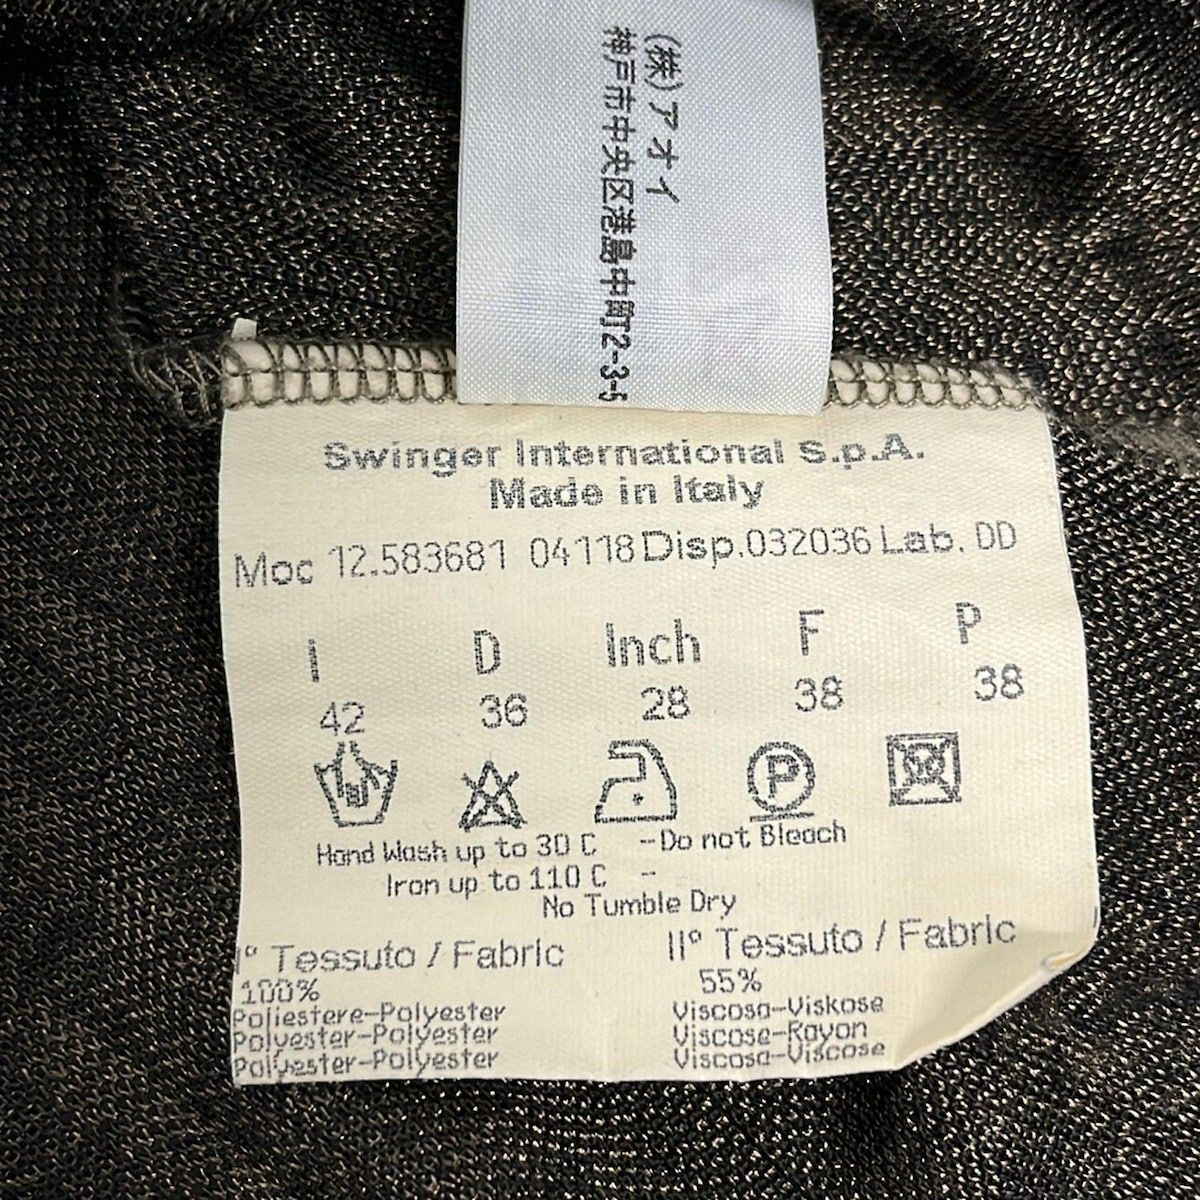 (株)アオイ
神戸市中央区港島中町2-3-5
Swinger International S.p.A.
Made in Italy
Moc 12.583681 04118 Disp.032036 Lab. DD
I D Inch F P
42 36 28 38 38
P
Hand Wash up to 30 C -Do not Bleach
Iron up to 110 C -
No Tumble Dry
I° Tessuto / Fabric
100%
Poliestere-Polyester
Polyester-Polyester
Polyester-Polyester
II° Tessuto / Fabric
55%
Viscosa-Viskose
Viscose-Rayon
Viscosa-Viscose